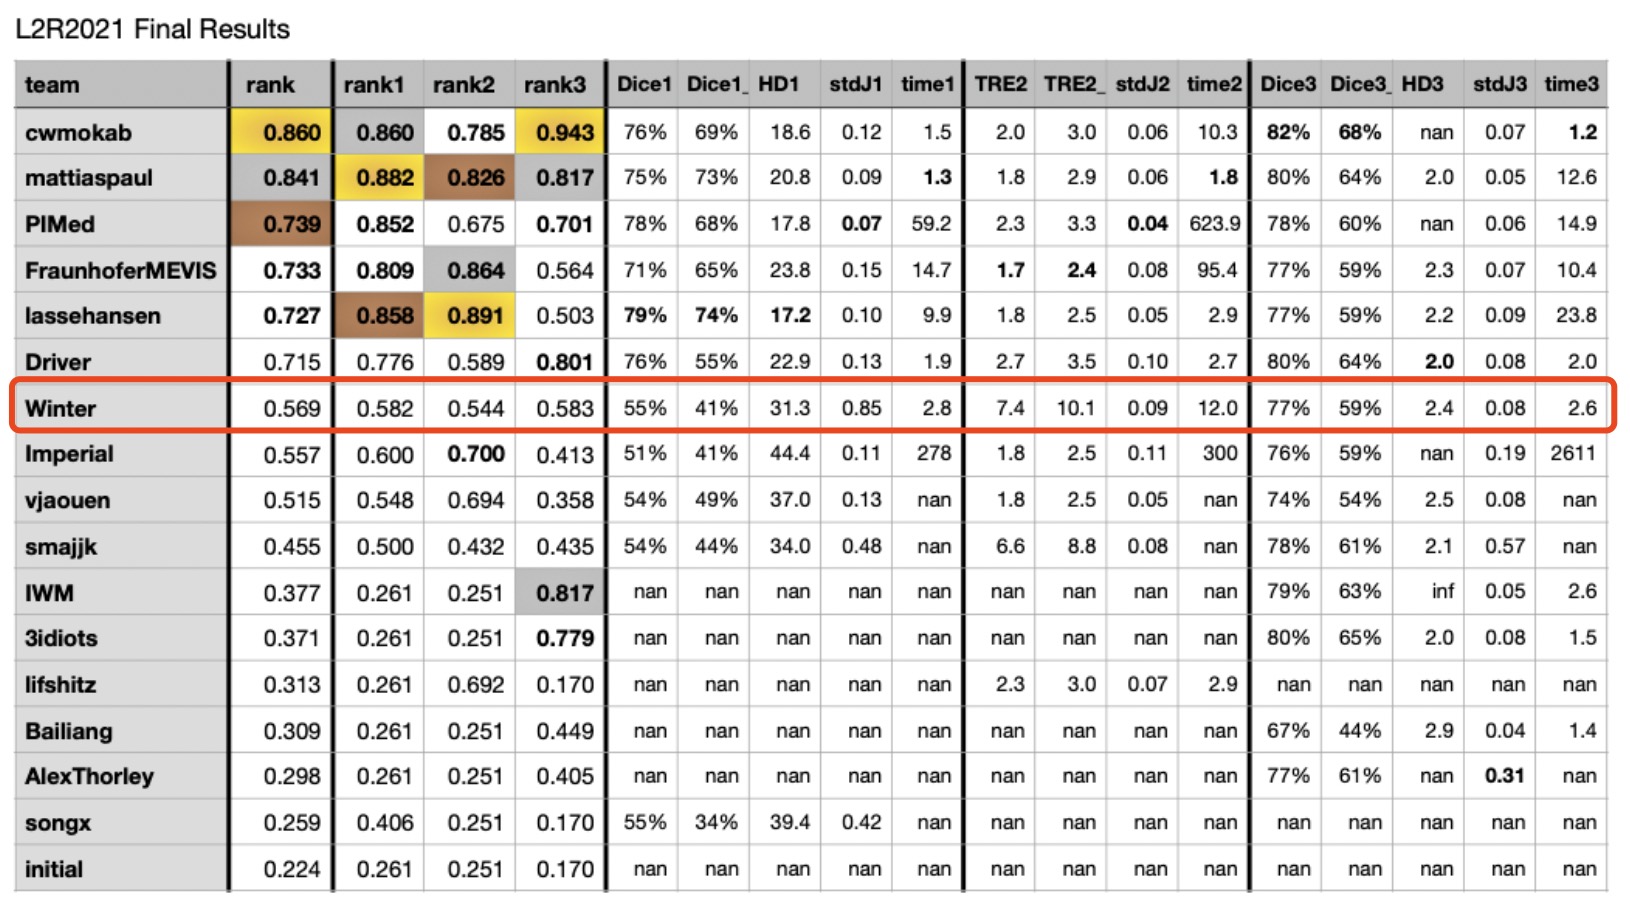 L2R2021 Final Results
team rank rank1 rank2 rank3 Dice1 Dice1_ HD1 stdJ1 time1 TRE2 TRE2_ stdJ2 time2 Dice3 Dice3_ HD3 stdJ3 time3
cwmokab 0.860 0.860 0.785 0.943 76% 69% 18.6 0.12 1.5 2.0 3.0 0.06 10.3 82% 68% nan 0.07 1.2
mattiaspaul 0.841 0.882 0.826 0.817 75% 73% 20.8 0.09 1.3 1.8 2.9 0.06 1.8 80% 64% 2.0 0.05 12.6
PIMed 0.739 0.852 0.675 0.701 78% 68% 17.8 0.07 59.2 2.3 3.3 0.04 623.9 78% 60% nan 0.06 14.9
FraunhoferMEVIS 0.733 0.809 0.864 0.564 71% 65% 23.8 0.15 14.7 1.7 2.4 0.08 95.4 77% 59% 2.3 0.07 10.4
lassehansen 0.727 0.858 0.891 0.503 79% 74% 17.2 0.10 9.9 1.8 2.5 0.05 2.9 77% 59% 2.2 0.09 23.8
Driver 0.715 0.776 0.589 0.801 76% 55% 22.9 0.13 1.9 2.7 3.5 0.10 2.7 80% 64% 2.0 0.08 2.0
Winter 0.569 0.582 0.544 0.583 55% 41% 31.3 0.85 2.8 7.4 10.1 0.09 12.0 77% 59% 2.4 0.08 2.6
Imperial 0.557 0.600 0.700 0.413 51% 41% 44.4 0.11 278 1.8 2.5 0.11 300 76% 59% nan 0.19 2611
vjaouen 0.515 0.548 0.694 0.358 54% 49% 37.0 0.13 nan 1.8 2.5 0.05 nan 74% 54% 2.5 0.08 nan
smajjk 0.455 0.500 0.432 0.435 54% 44% 34.0 0.48 nan 6.6 8.8 0.08 nan 78% 61% 2.1 0.57 nan
IWM 0.377 0.261 0.251 0.817 nan nan nan nan nan nan nan nan nan 79% 63% inf 0.05 2.6
3idiots 0.371 0.261 0.251 0.779 nan nan nan nan nan nan nan nan nan 80% 65% 2.0 0.08 1.5
lifshitz 0.313 0.261 0.692 0.170 nan nan nan nan nan 2.3 3.0 0.07 2.9 nan nan nan nan nan
Bailiang 0.309 0.261 0.251 0.449 nan nan nan nan nan nan nan nan nan 67% 44% 2.9 0.04 1.4
AlexThorley 0.298 0.261 0.251 0.405 nan nan nan nan nan nan nan nan nan 77% 61% nan 0.31 nan
songx 0.259 0.406 0.251 0.170 55% 34% 39.4 0.42 nan nan nan nan nan nan nan nan nan nan
initial 0.224 0.261 0.251 0.170 nan nan nan nan nan nan nan nan nan nan nan nan nan nan